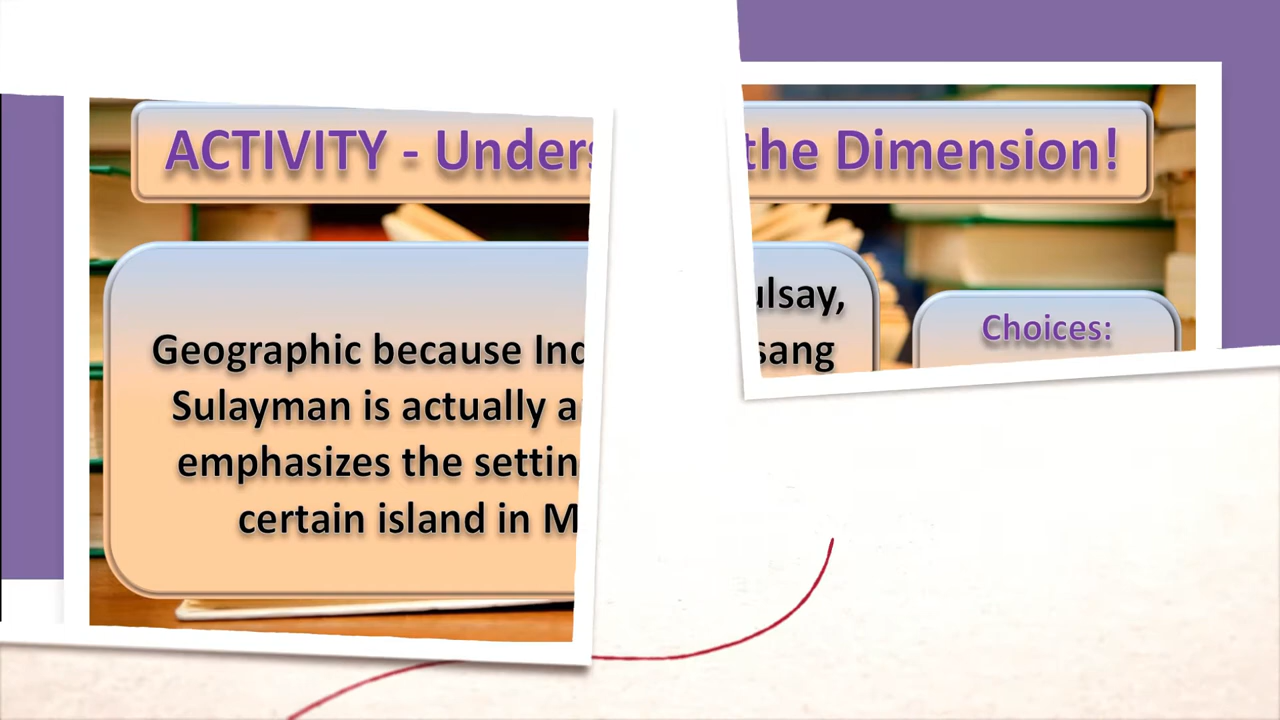 ACTIVITY - Unders the Dimension!
ulsay,
Geographic because Ind sang
Sulayman is actually a
emphasizes the settin
certain island in M
Choices: